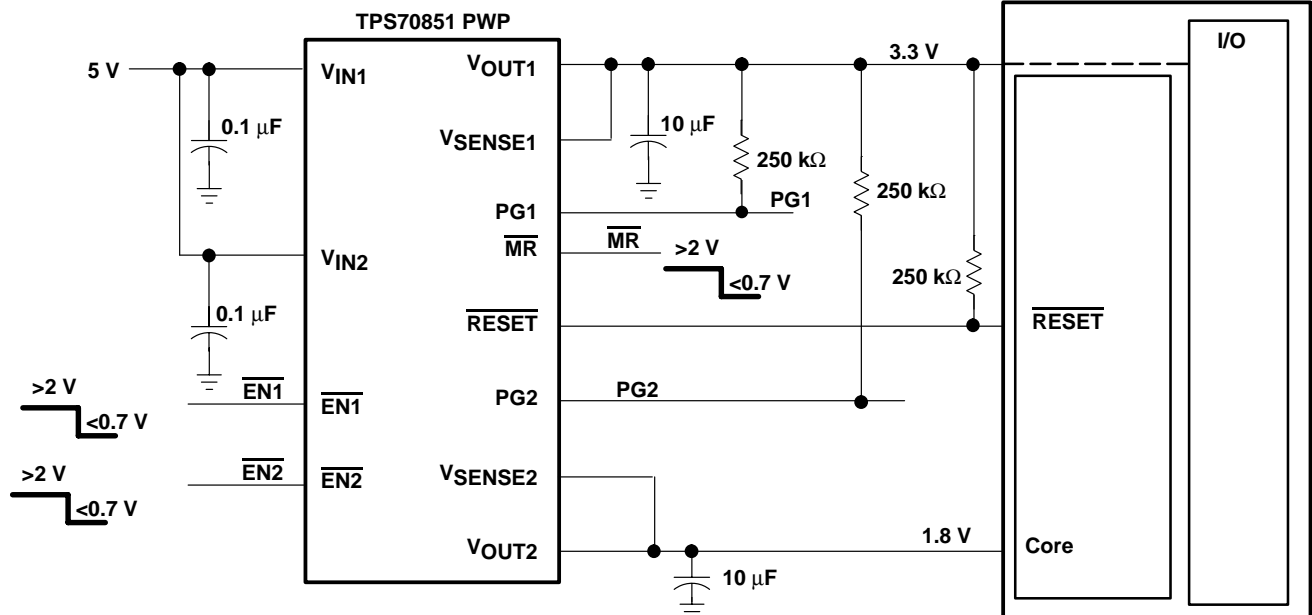 TPS70851 PWP
I/O
5 V
VIN1
VOUT1
3.3 V
0.1 μF
VSENSE1
10 μF
250 kΩ
250 kΩ
PG1
PG1
MR
MR
>2 V
<0.7 V
VIN2
250 kΩ
0.1 μF
RESET
RESET
>2 V
<0.7 V
EN1
EN1
PG2
PG2
>2 V
<0.7 V
EN2
EN2
VSENSE2
VOUT2
1.8 V
Core
10 μF